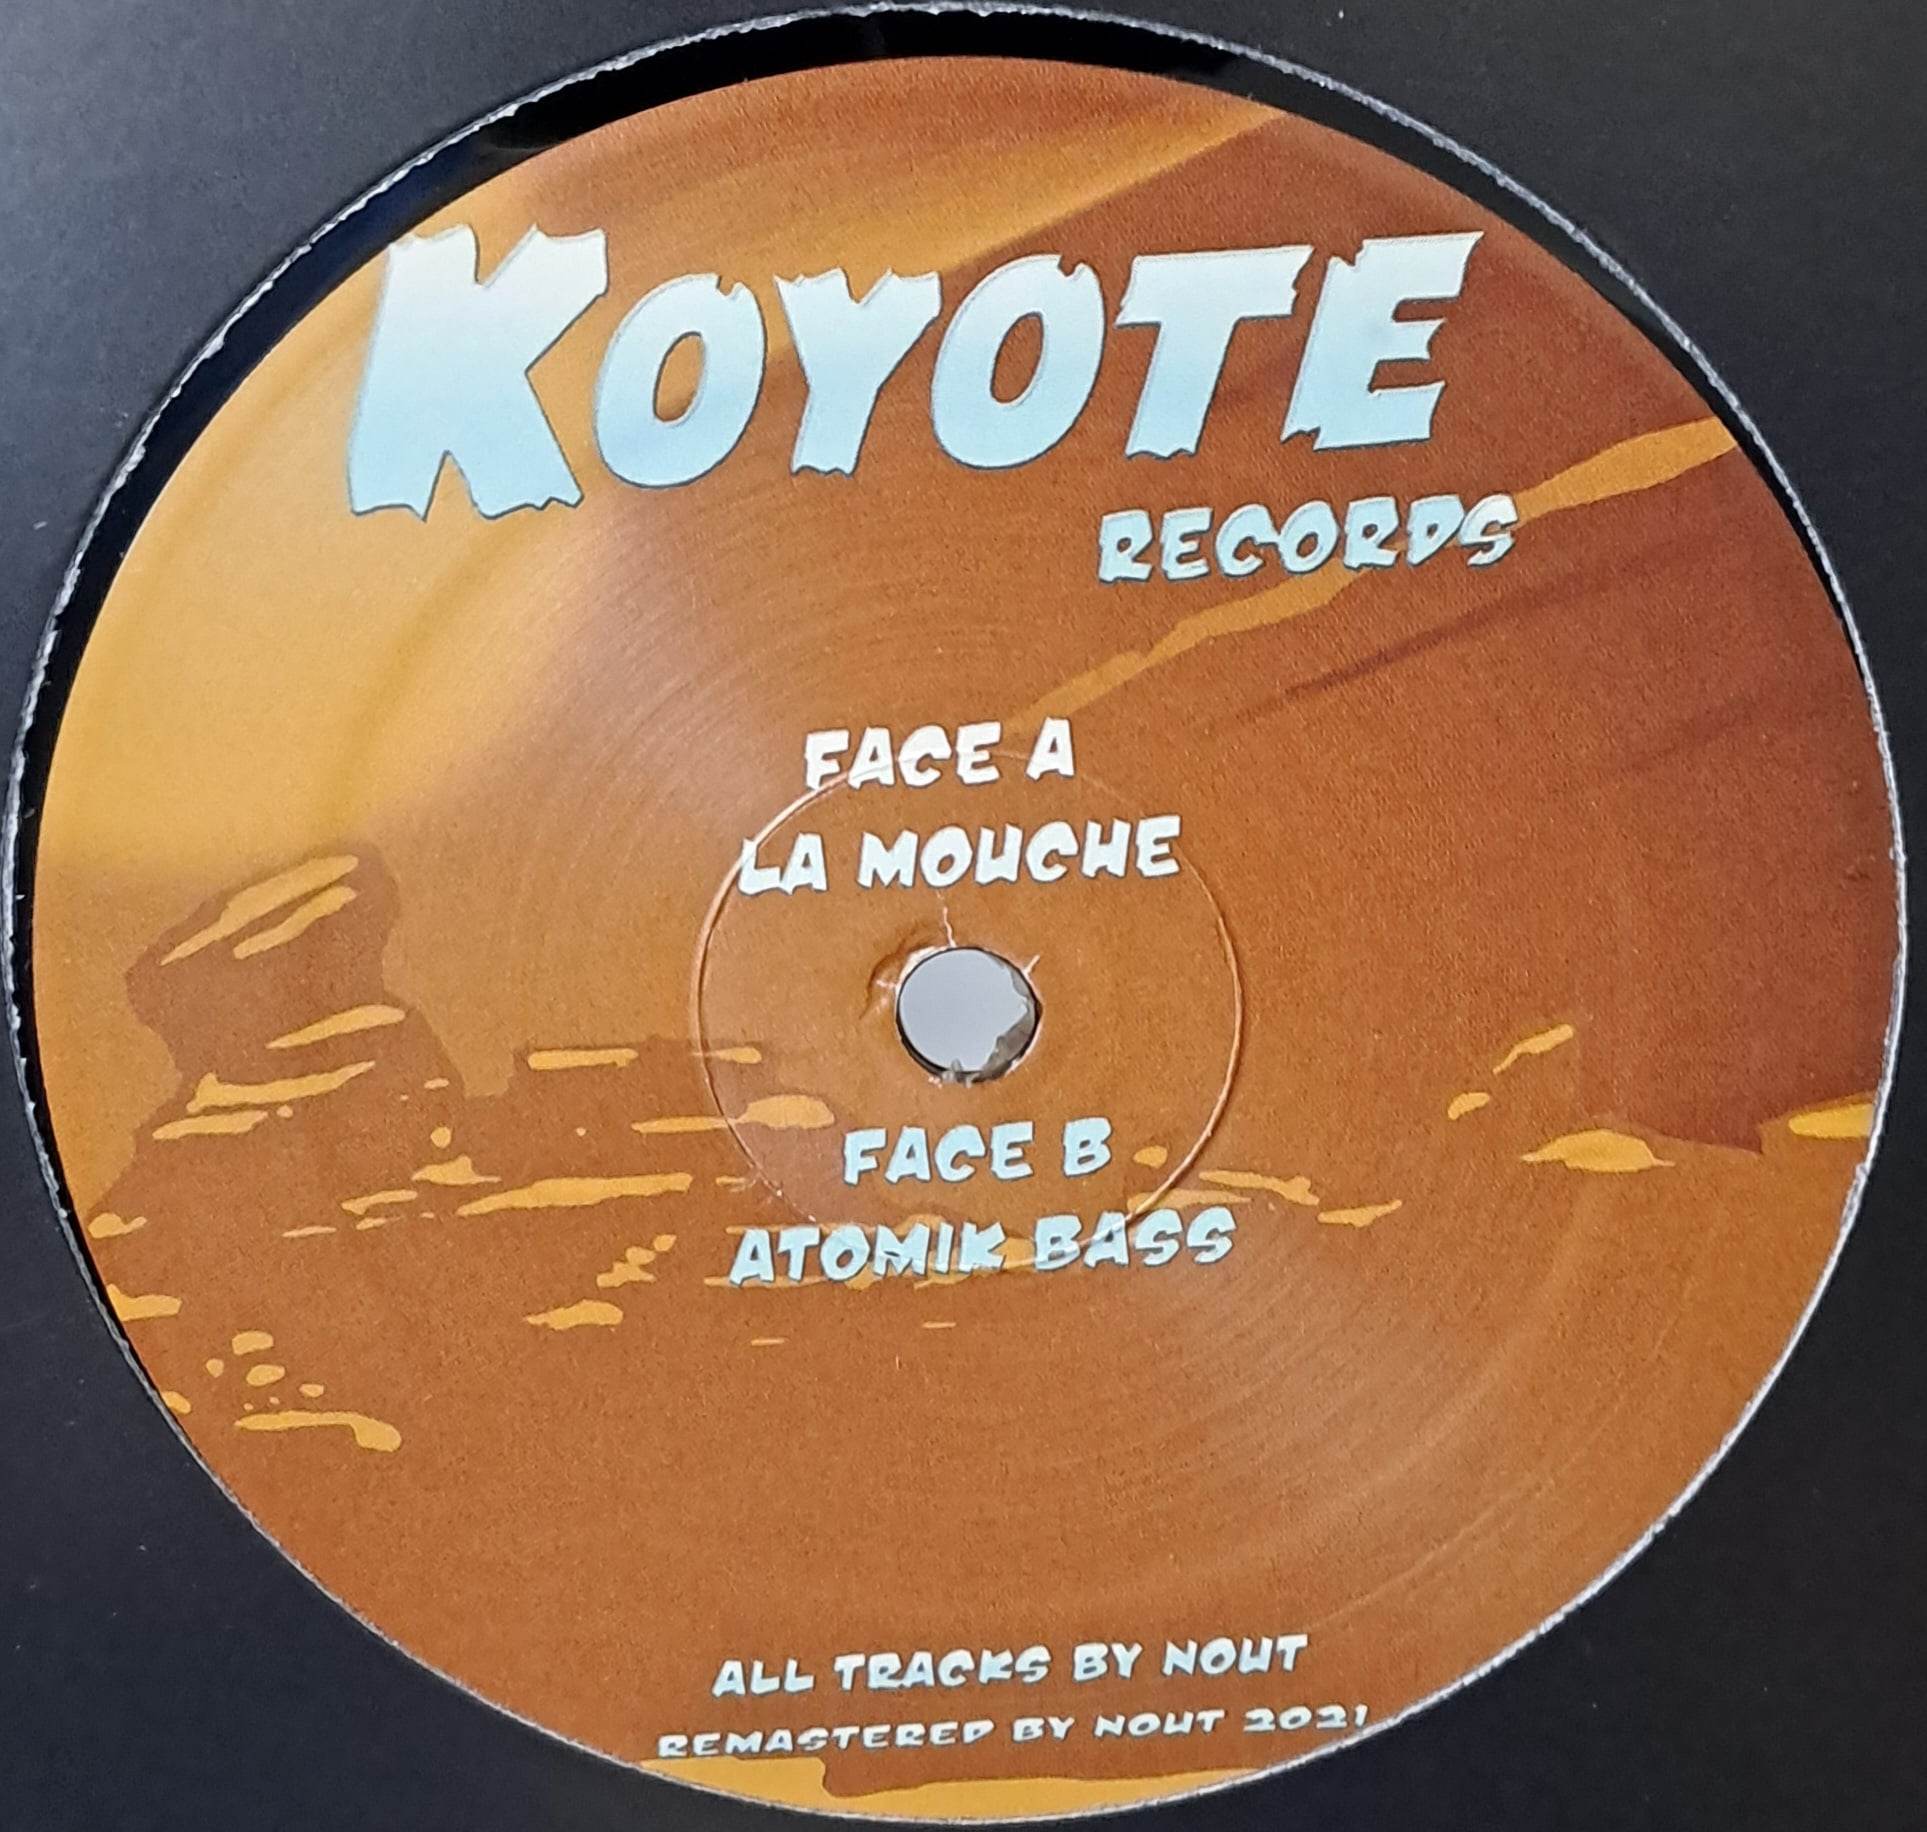 KOYOTE
RECORDS
FACE A
LA MOUCHE
FACE B
ATOMIK BASS
ALL TRACKS BY NOUT
REMASTERED BY NOUT 2021